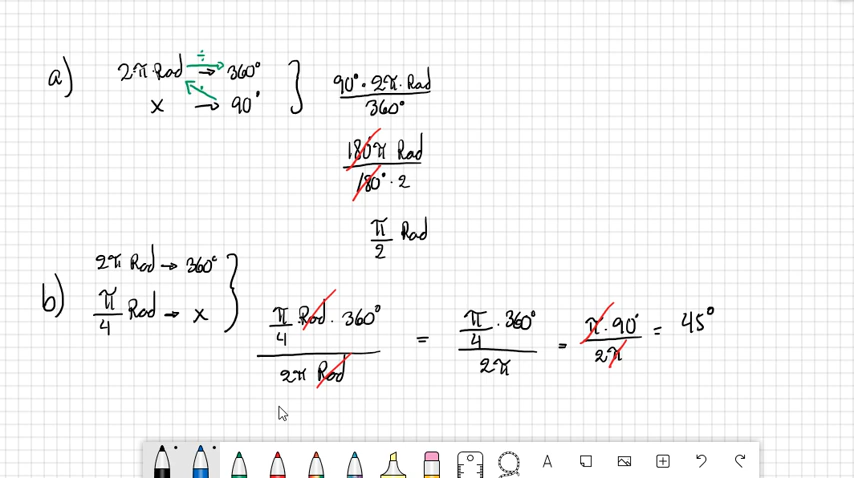 a) 2π Rad ÷ → 360° } 90° · 2π · Rad / 360°
x → 90°
180π Rad / 180° · 2
π/2 Rad
b) 2π Rad → 360° }
π/4 Rad → x
π/4 Rad · 360° / 2π Rad = π/4 · 360° / 2π = π · 90° / 2π = 45°
A